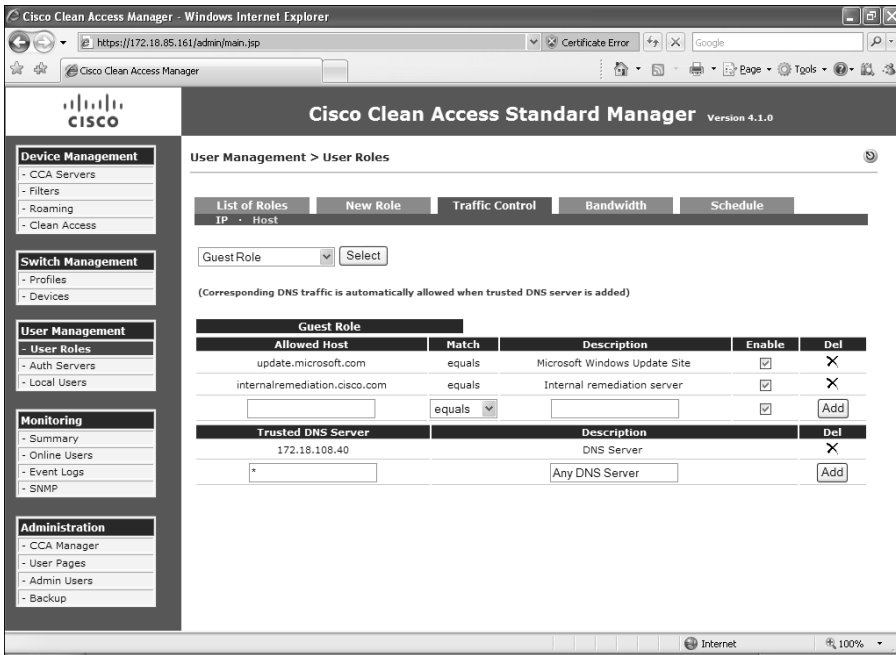 Cisco Clean Access Manager - Windows Internet Explorer
https://172.18.85.161/admin/main.jsp
Certificate Error
Google
Cisco Clean Access Manager
Page
Tools
CISCO
Cisco Clean Access Standard Manager Version 4.1.0
Device Management
- CCA Servers
- Filters
- Roaming
- Clean Access
Switch Management
- Profiles
- Devices
User Management
- User Roles
- Auth Servers
- Local Users
Monitoring
- Summary
- Online Users
- Event Logs
- SNMP
Administration
- CCA Manager
- User Pages
- Admin Users
- Backup
User Management > User Roles
List of Roles New Role Traffic Control Bandwidth Schedule
IP · Host
Guest Role Select
(Corresponding DNS traffic is automatically allowed when trusted DNS server is added)
Guest Role
Allowed Host Match Description Enable Del
update.microsoft.com equals Microsoft Windows Update Site
internalremediation.cisco.com equals Internal remediation server
equals Add
Trusted DNS Server Description Del
172.18.108.40 DNS Server
* Any DNS Server Add
Internet 100%